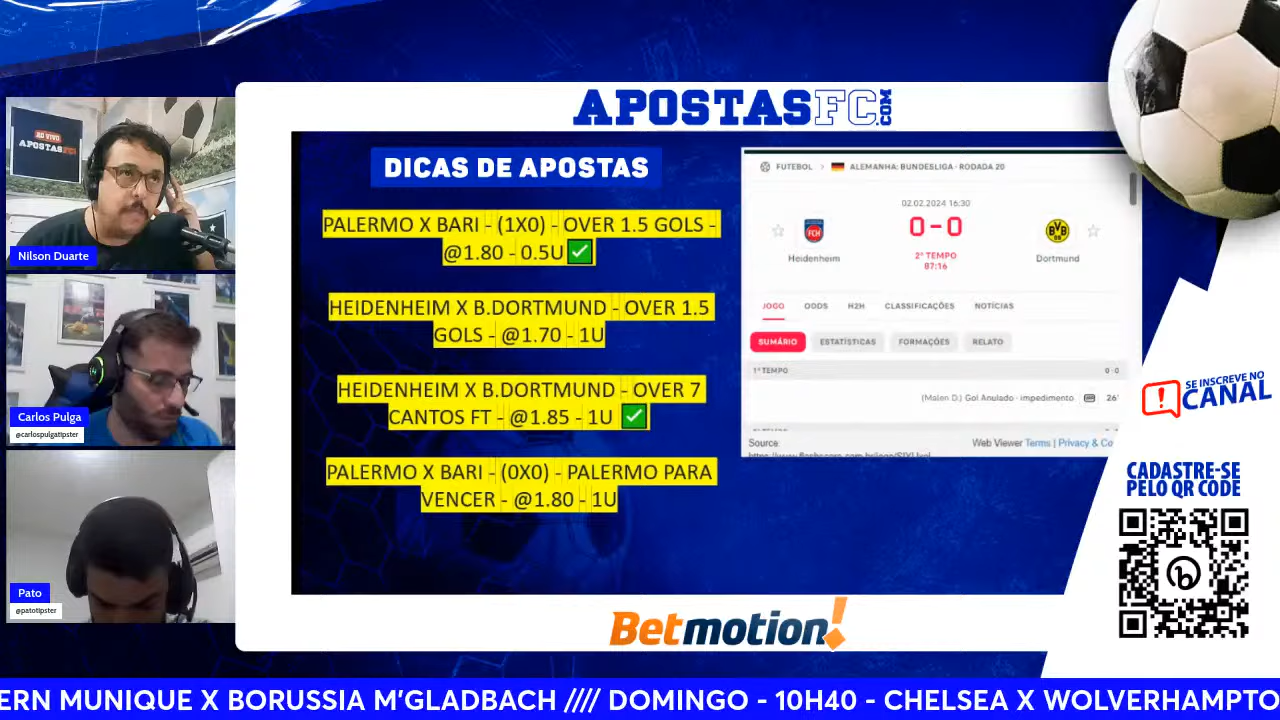 APOSTASFC.COM
AO VIVO
APOSTASFC
Nilson Duarte
Carlos Pulga
@carlospulgatipster
Pato
@patotipster
DICAS DE APOSTAS
PALERMO X BARI - (1X0) - OVER 1.5 GOLS -
@1.80 - 0.5U ✅
HEIDENHEIM X B.DORTMUND - OVER 1.5
GOLS - @1.70 - 1U
HEIDENHEIM X B.DORTMUND - OVER 7
CANTOS FT - @1.85 - 1U ✅
PALERMO X BARI - (0X0) - PALERMO PARA
VENCER - @1.80 - 1U
FUTEBOL > ALEMANHA: BUNDESLIGA - RODADA 20
02.02.2024 16:30
0 - 0
2º TEMPO
87:16
FCH
Heidenheim
BVB
09
Dortmund
JOGO ODDS H2H CLASSIFICAÇÕES NOTÍCIAS
SUMÁRIO ESTATÍSTICAS FORMAÇÕES RELATO
1º TEMPO 0 - 0
(Malen D.) Gol Anulado - impedimento 26'
Source: Web Viewer Terms | Privacy & Co
SE INSCREVE NO
CANAL
CADASTRE-SE
PELO QR CODE
Betmotion!
ERN MUNIQUE X BORUSSIA M'GLADBACH //// DOMINGO - 10H40 - CHELSEA X WOLVERHAMPTO